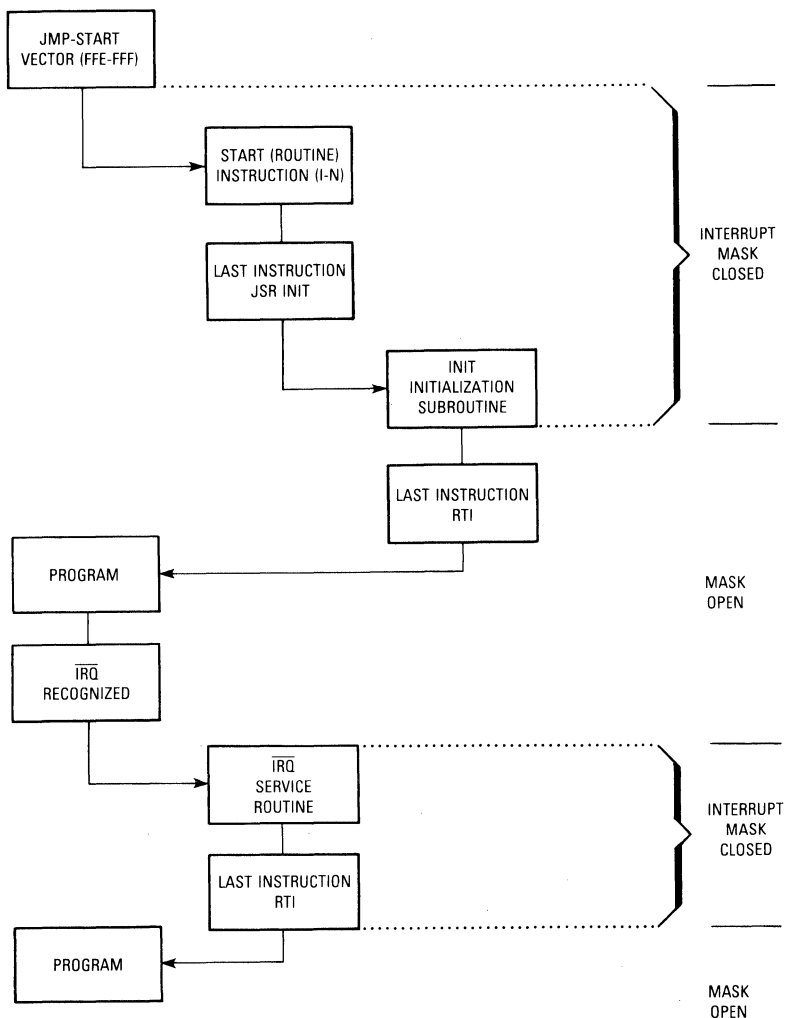 JMP-START
VECTOR (FFE-FFF)
START (ROUTINE)
INSTRUCTION (I-N)
LAST INSTRUCTION
JSR INIT
INTERRUPT
MASK
CLOSED
INIT
INITIALIZATION
SUBROUTINE
LAST INSTRUCTION
RTI
PROGRAM
MASK
OPEN
IRQ
RECOGNIZED
IRQ
SERVICE
ROUTINE
INTERRUPT
MASK
CLOSED
LAST INSTRUCTION
RTI
PROGRAM
MASK
OPEN